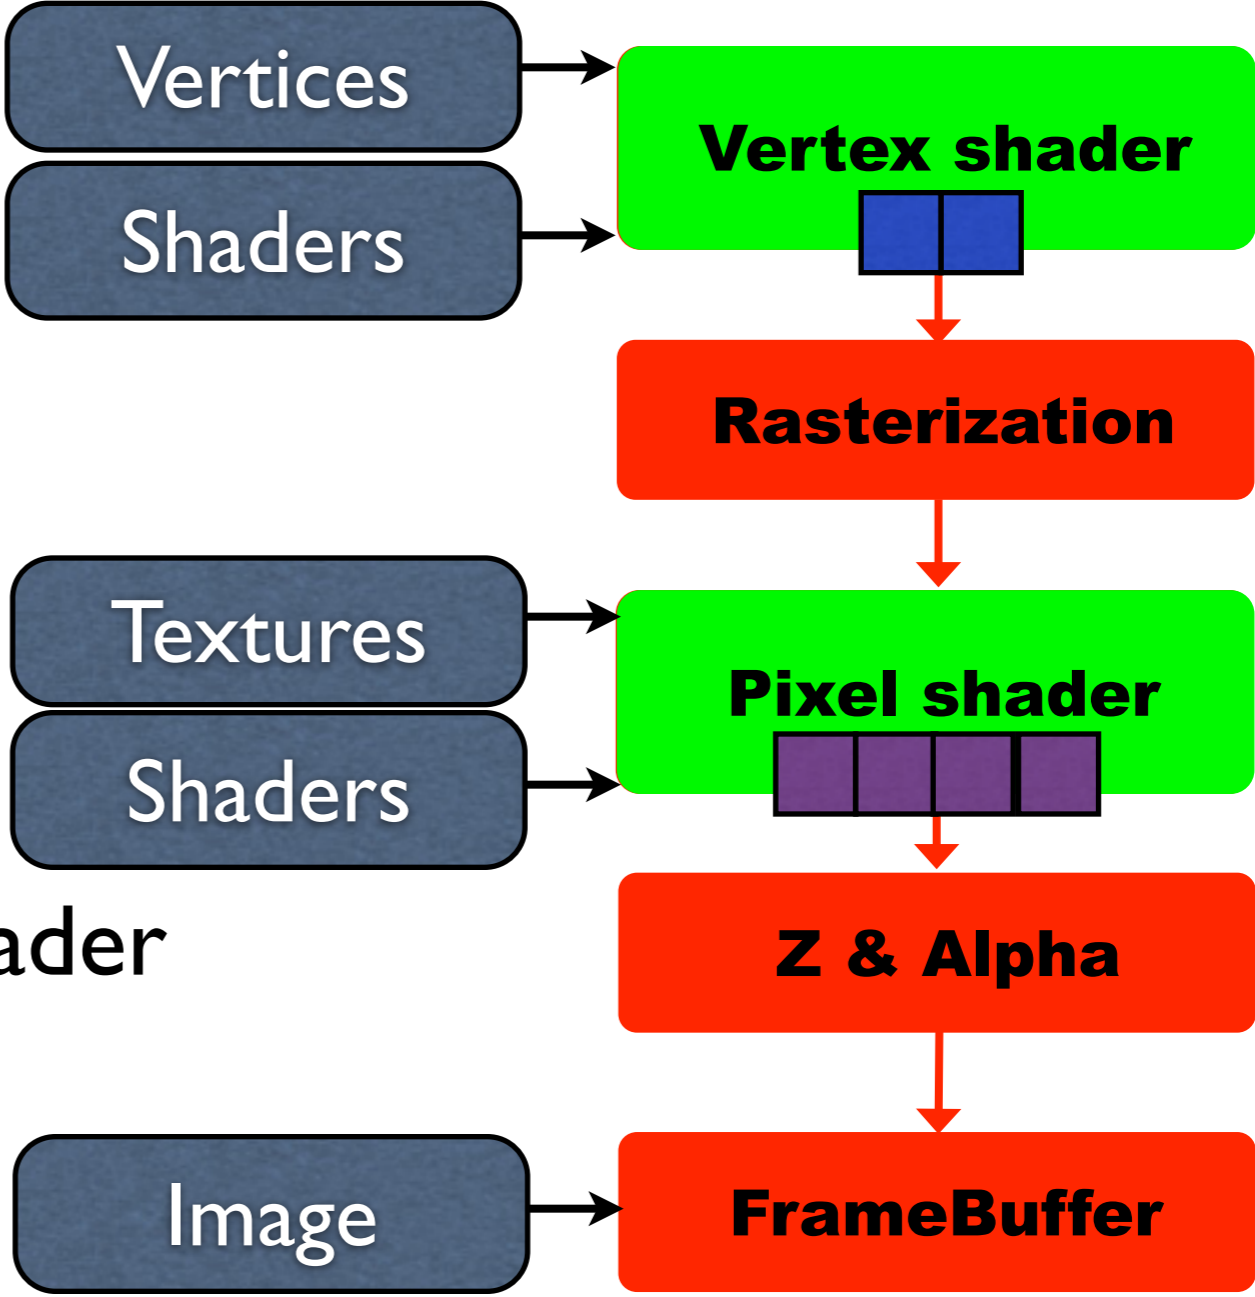 Vertices
Vertex shader
Shaders
Rasterization
Textures
Pixel shader
Shaders
ader
Z & Alpha
Image
FrameBuffer